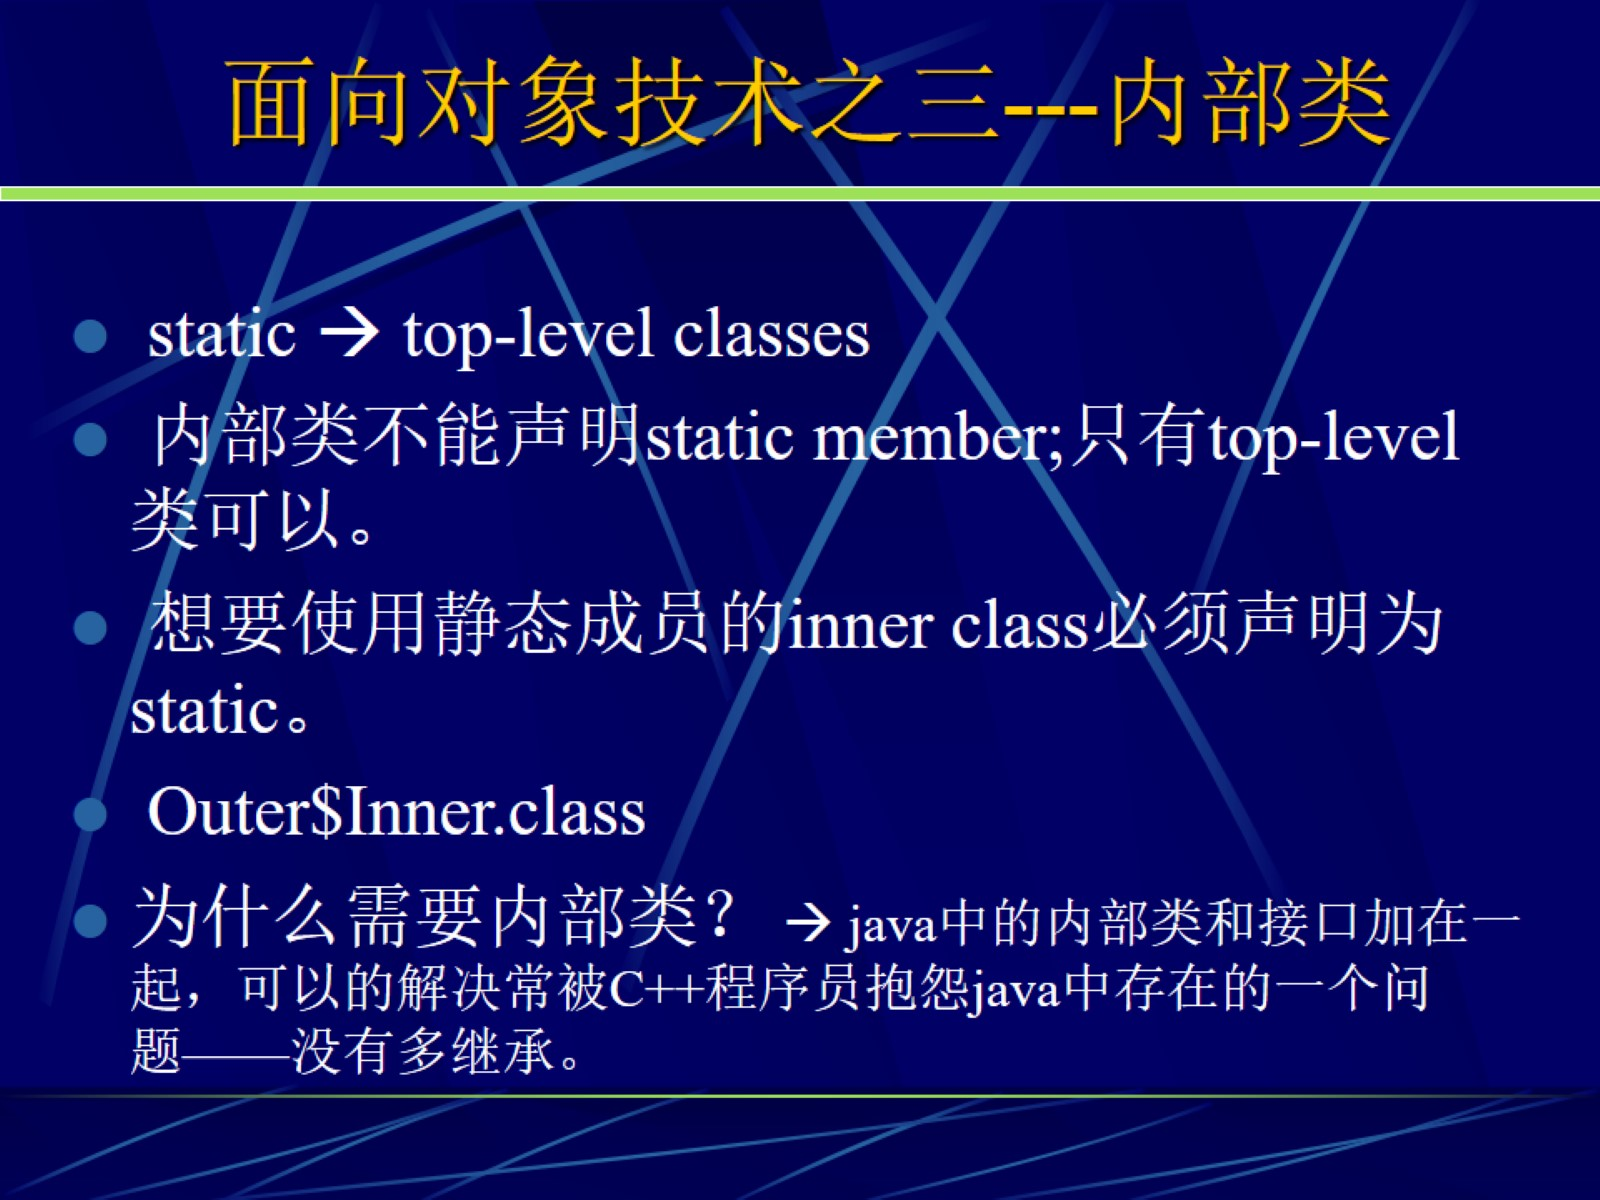 面向对象技术之三---内部类
static → top-level classes
内部类不能声明static member;只有top-level
类可以。
想要使用静态成员的inner class必须声明为
static。
Outer$Inner.class
为什么需要内部类？ → java中的内部类和接口加在一
起，可以的解决常被C++程序员抱怨java中存在的一个问
题——没有多继承。